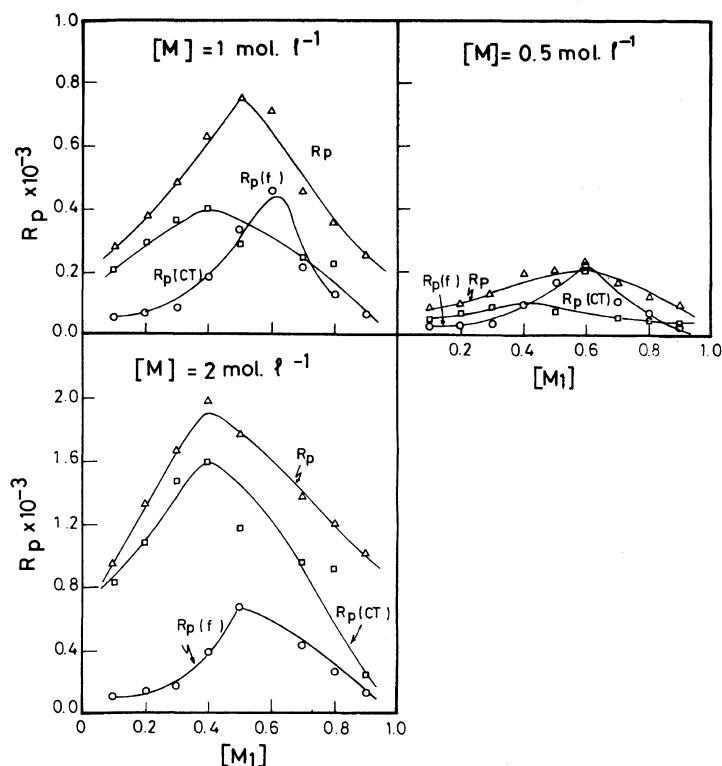 [M] = 1 mol. l⁻¹
1.0
0.8
0.6
0.4
0.2
0.0
Rp ×10⁻³
Rp
Rp(f)
Rp(CT)
[M]= 0.5 mol. l⁻¹
Rp(f)
Rp
Rp(CT)
0.2 0.4 0.6 0.8 1.0
[M1]
[M] = 2 mol. l⁻¹
2.0
1.6
1.2
0.8
0.4
0.0
Rp ×10⁻³
Rp
Rp(CT)
Rp(f)
0 0.2 0.4 0.6 0.8 1.0
[M1]